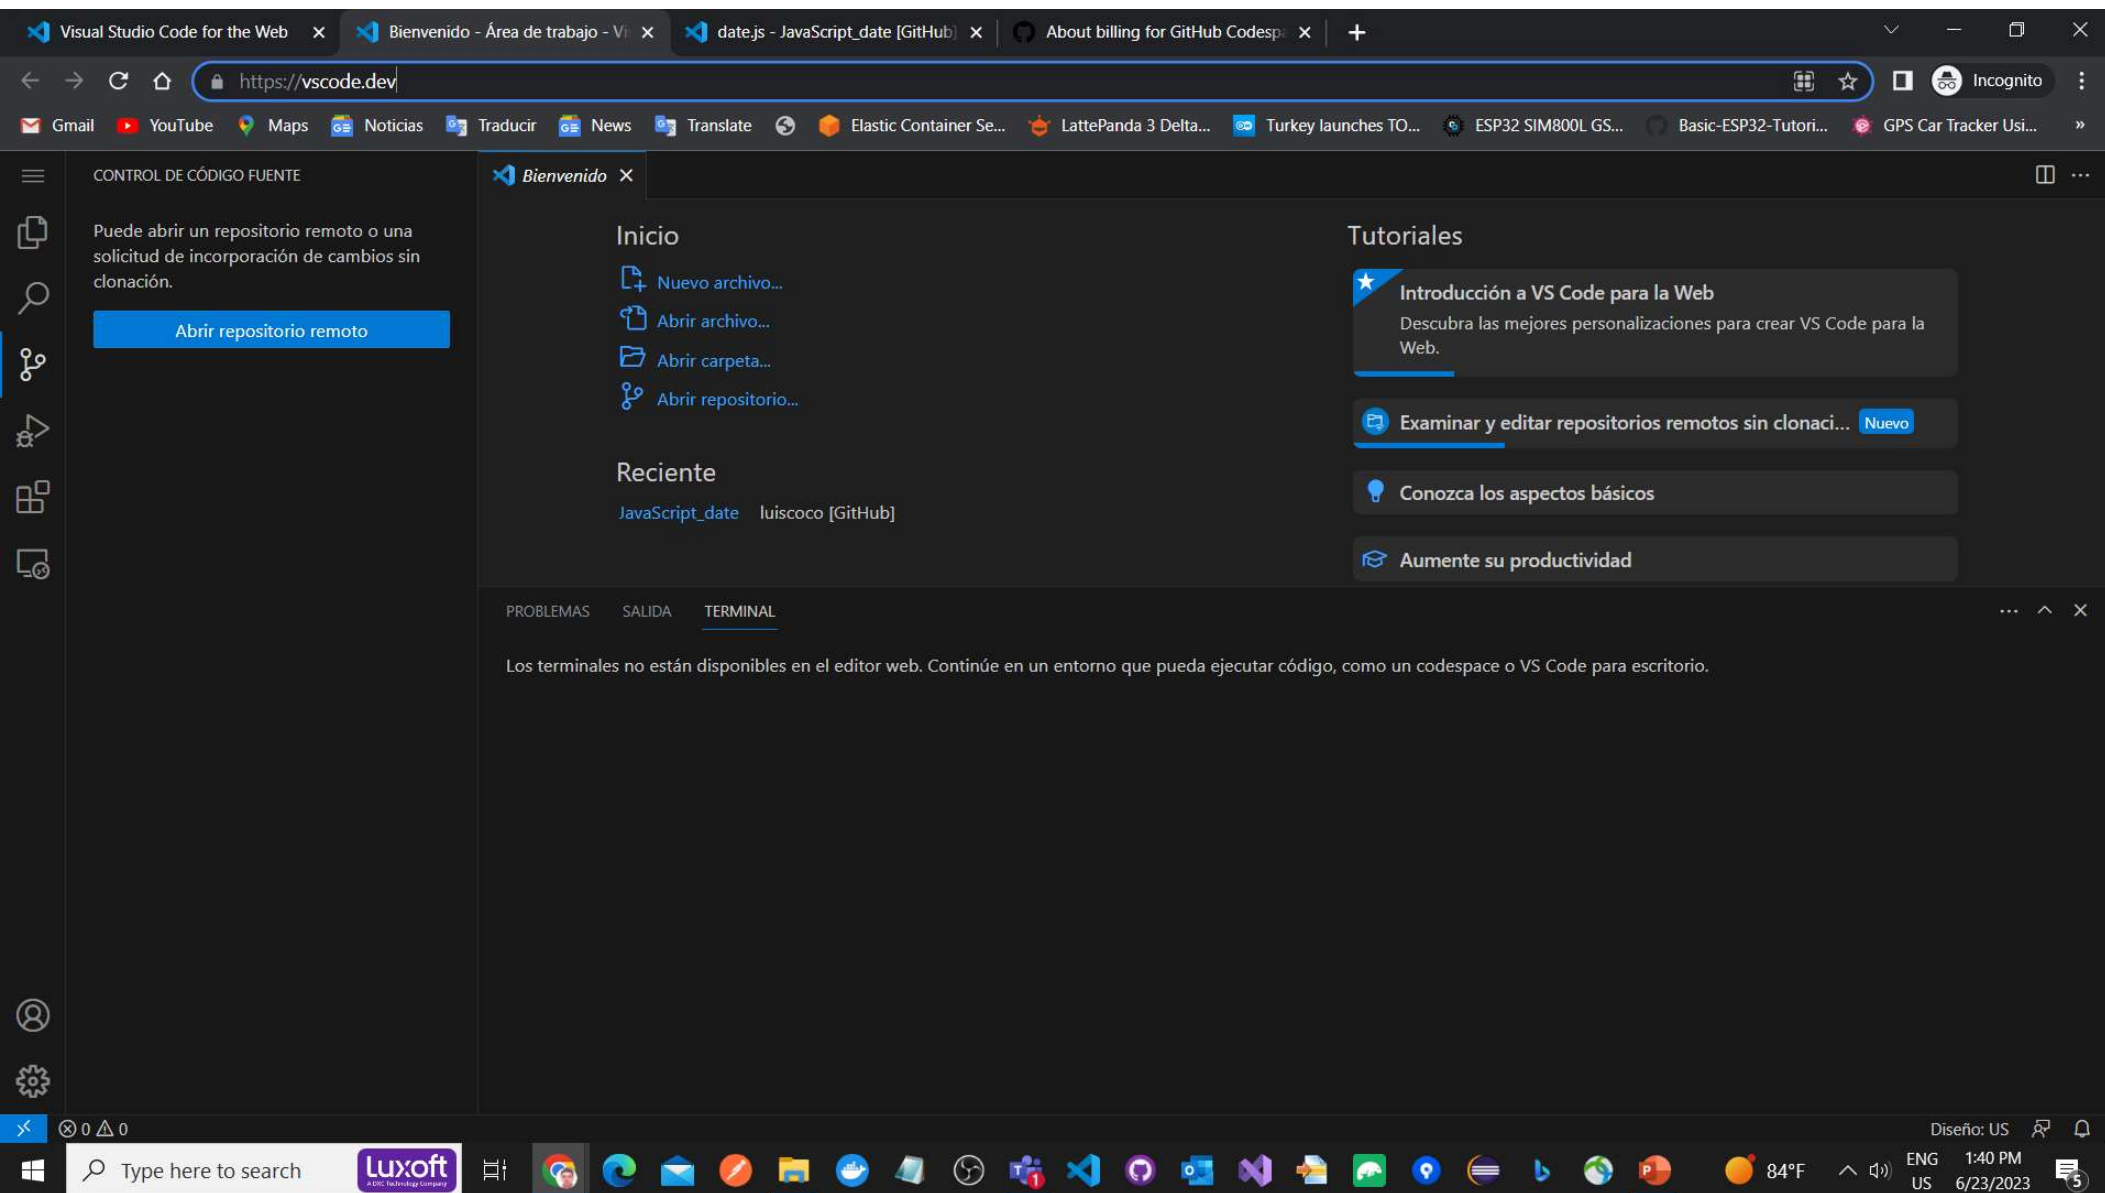 Visual Studio Code for the Web
Bienvenido - Área de trabajo - Vi
date.js - JavaScript_date [GitHub]
About billing for GitHub Codesp
https://vscode.dev
Incognito
Gmail
YouTube
Maps
Noticias
Traducir
News
Translate
Elastic Container Se...
LattePanda 3 Delta...
Turkey launches TO...
ESP32 SIM800L GS...
Basic-ESP32-Tutori...
GPS Car Tracker Usi...
»
CONTROL DE CÓDIGO FUENTE
Puede abrir un repositorio remoto o una
solicitud de incorporación de cambios sin
clonación.
Abrir repositorio remoto
Bienvenido
Inicio
Nuevo archivo...
Abrir archivo...
Abrir carpeta...
Abrir repositorio...
Reciente
JavaScript_date luiscoco [GitHub]
Tutoriales
Introducción a VS Code para la Web
Descubra las mejores personalizaciones para crear VS Code para la
Web.
Examinar y editar repositorios remotos sin clonaci... Nuevo
Conozca los aspectos básicos
Aumente su productividad
PROBLEMAS SALIDA TERMINAL
Los terminales no están disponibles en el editor web. Continúe en un entorno que pueda ejecutar código, como un codespace o VS Code para escritorio.
0 0
Diseño: US
Type here to search
Luxoft
A DXC Technology Company
1
84°F
ENG
US
1:40 PM
6/23/2023
5